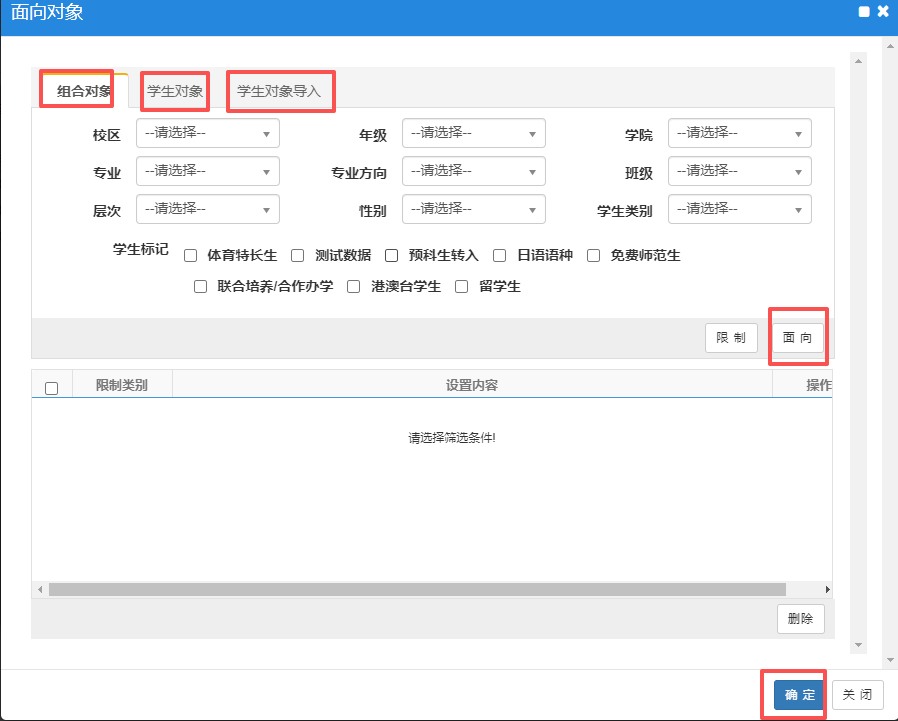 面向对象
组合对象 学生对象 学生对象导入
校区 --请选择-- 年级 --请选择-- 学院 --请选择--
专业 --请选择-- 专业方向 --请选择-- 班级 --请选择--
层次 --请选择-- 性别 --请选择-- 学生类别 --请选择--
学生标记 体育特长生 测试数据 预科生转入 日语语种 免费师范生
联合培养/合作办学 港澳台学生 留学生
限 制 面 向
限制类别 设置内容 操作
请选择筛选条件!
删除
确 定 关 闭